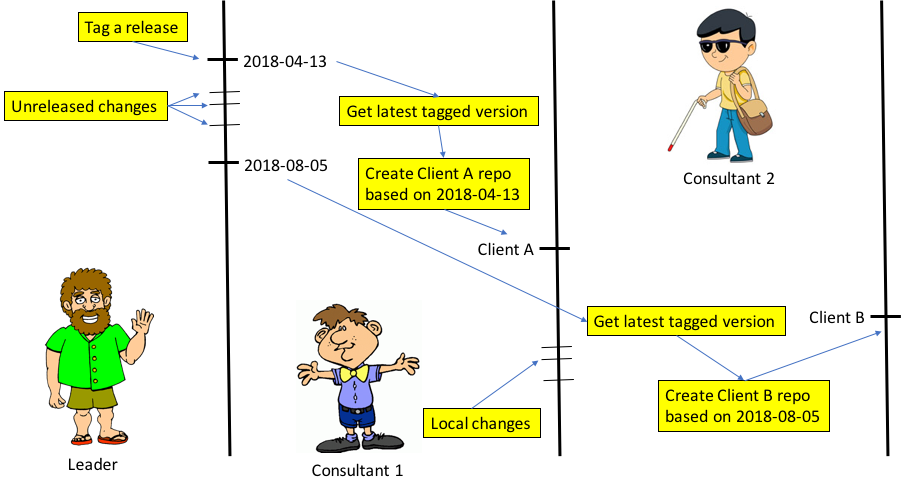 Tag a release
2018-04-13
Unreleased changes
Get latest tagged version
2018-08-05
Create Client A repo
based on 2018-04-13
Consultant 2
Client A
Get latest tagged version
Client B
Create Client B repo
based on 2018-08-05
Local changes
Leader
Consultant 1